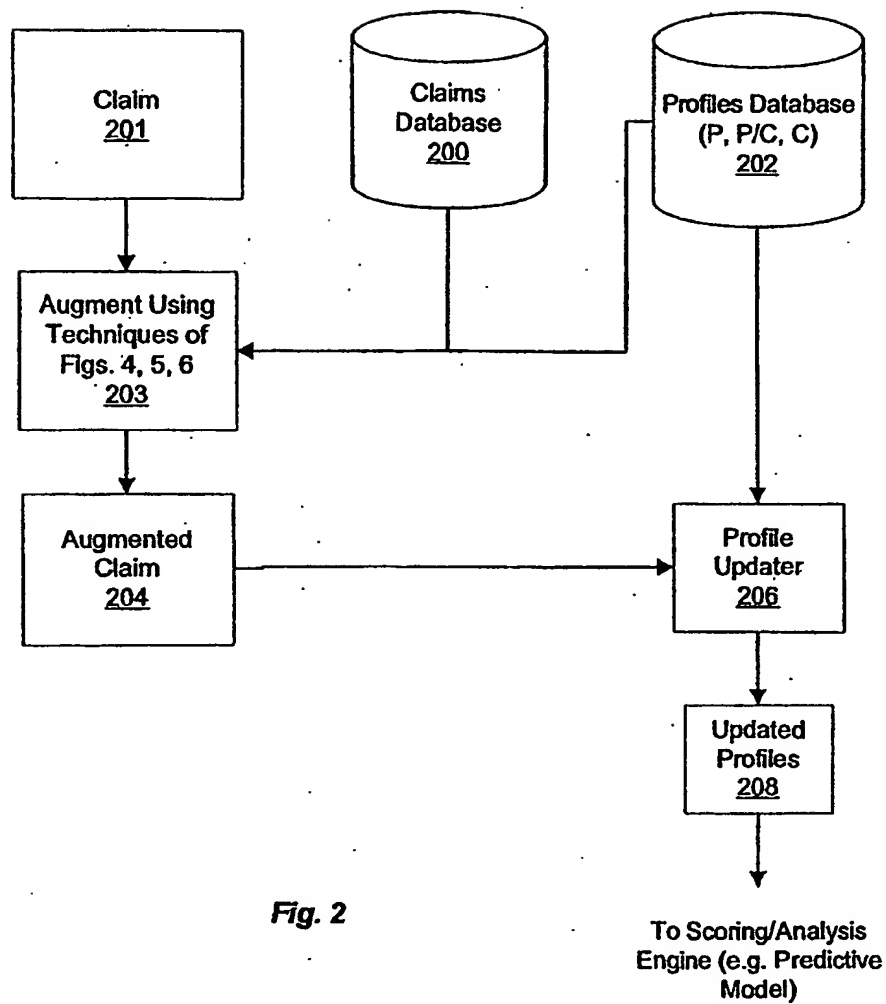 Claim
201
Claims
Database
200
Profiles Database
(P, P/C, C)
202
Augment Using
Techniques of
Figs. 4, 5, 6
203
Augmented
Claim
204
Profile
Updater
206
Updated
Profiles
208
Fig. 2
To Scoring/Analysis
Engine (e.g. Predictive
Model)